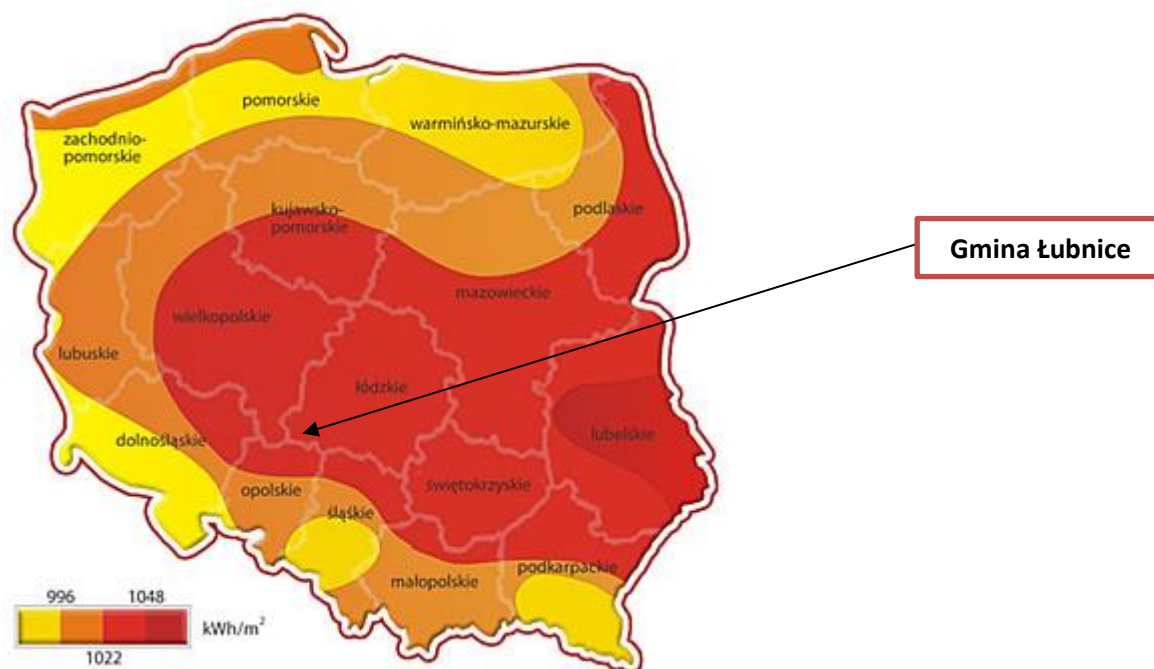 pomorskie
warmińsko-mazurskie
zachodnio-
pomorskie
kujawsko-
pomorskie
podlaskie
Gmina Łubnice
mazowieckie
wielkopolskie
lubuskie
łódzkie
dolnośląskie
lubelskie
opolskie
świętokrzyskie
śląskie
małopolskie
podkarpackie
996 1048
kWh/m²
1022